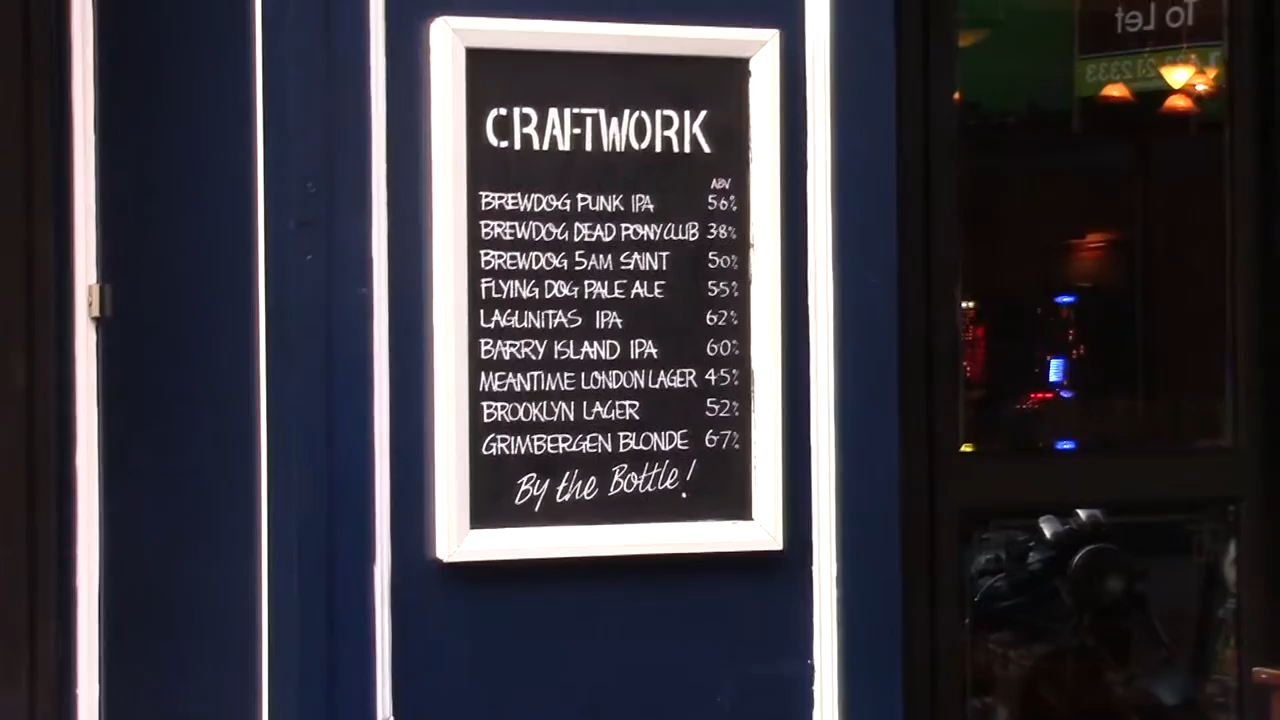 CRAFTWORK
ABV
BREWDOG PUNK IPA 5.6%
BREWDOG DEAD PONY CLUB 3.8%
BREWDOG 5AM SAINT 5.0%
FLYING DOG PALE ALE 5.5%
LAGUNITAS IPA 6.2%
BARRY ISLAND IPA 6.0%
MEANTIME LONDON LAGER 4.5%
BROOKLYN LAGER 5.2%
GRIMBERGEN BLONDE 6.7%
By the Bottle!
To Let